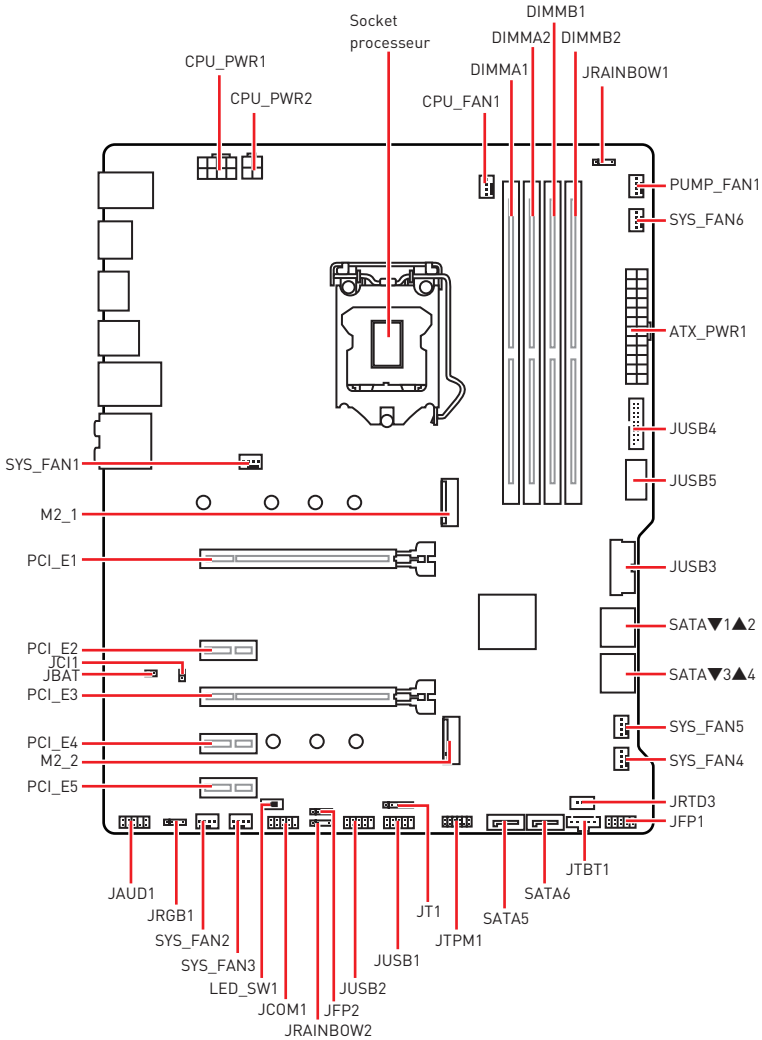 Socket
processeur
DIMMB1
DIMMA2
DIMMB2
DIMMA1
JRAINBOW1
CPU_PWR1
CPU_PWR2
CPU_FAN1
PUMP_FAN1
SYS_FAN6
ATX_PWR1
JUSB4
SYS_FAN1
JUSB5
M2_1
PCI_E1
JUSB3
SATA▼1▲2
PCI_E2
JCI1
JBAT
SATA▼3▲4
PCI_E3
SYS_FAN5
PCI_E4
M2_2
SYS_FAN4
PCI_E5
JRTD3
JFP1
JTBT1
JAUD1
JRGB1
SYS_FAN2
SYS_FAN3
LED_SW1
JCOM1
JRAINBOW2
JFP2
JUSB2
JUSB1
JT1
JTPM1
SATA5
SATA6